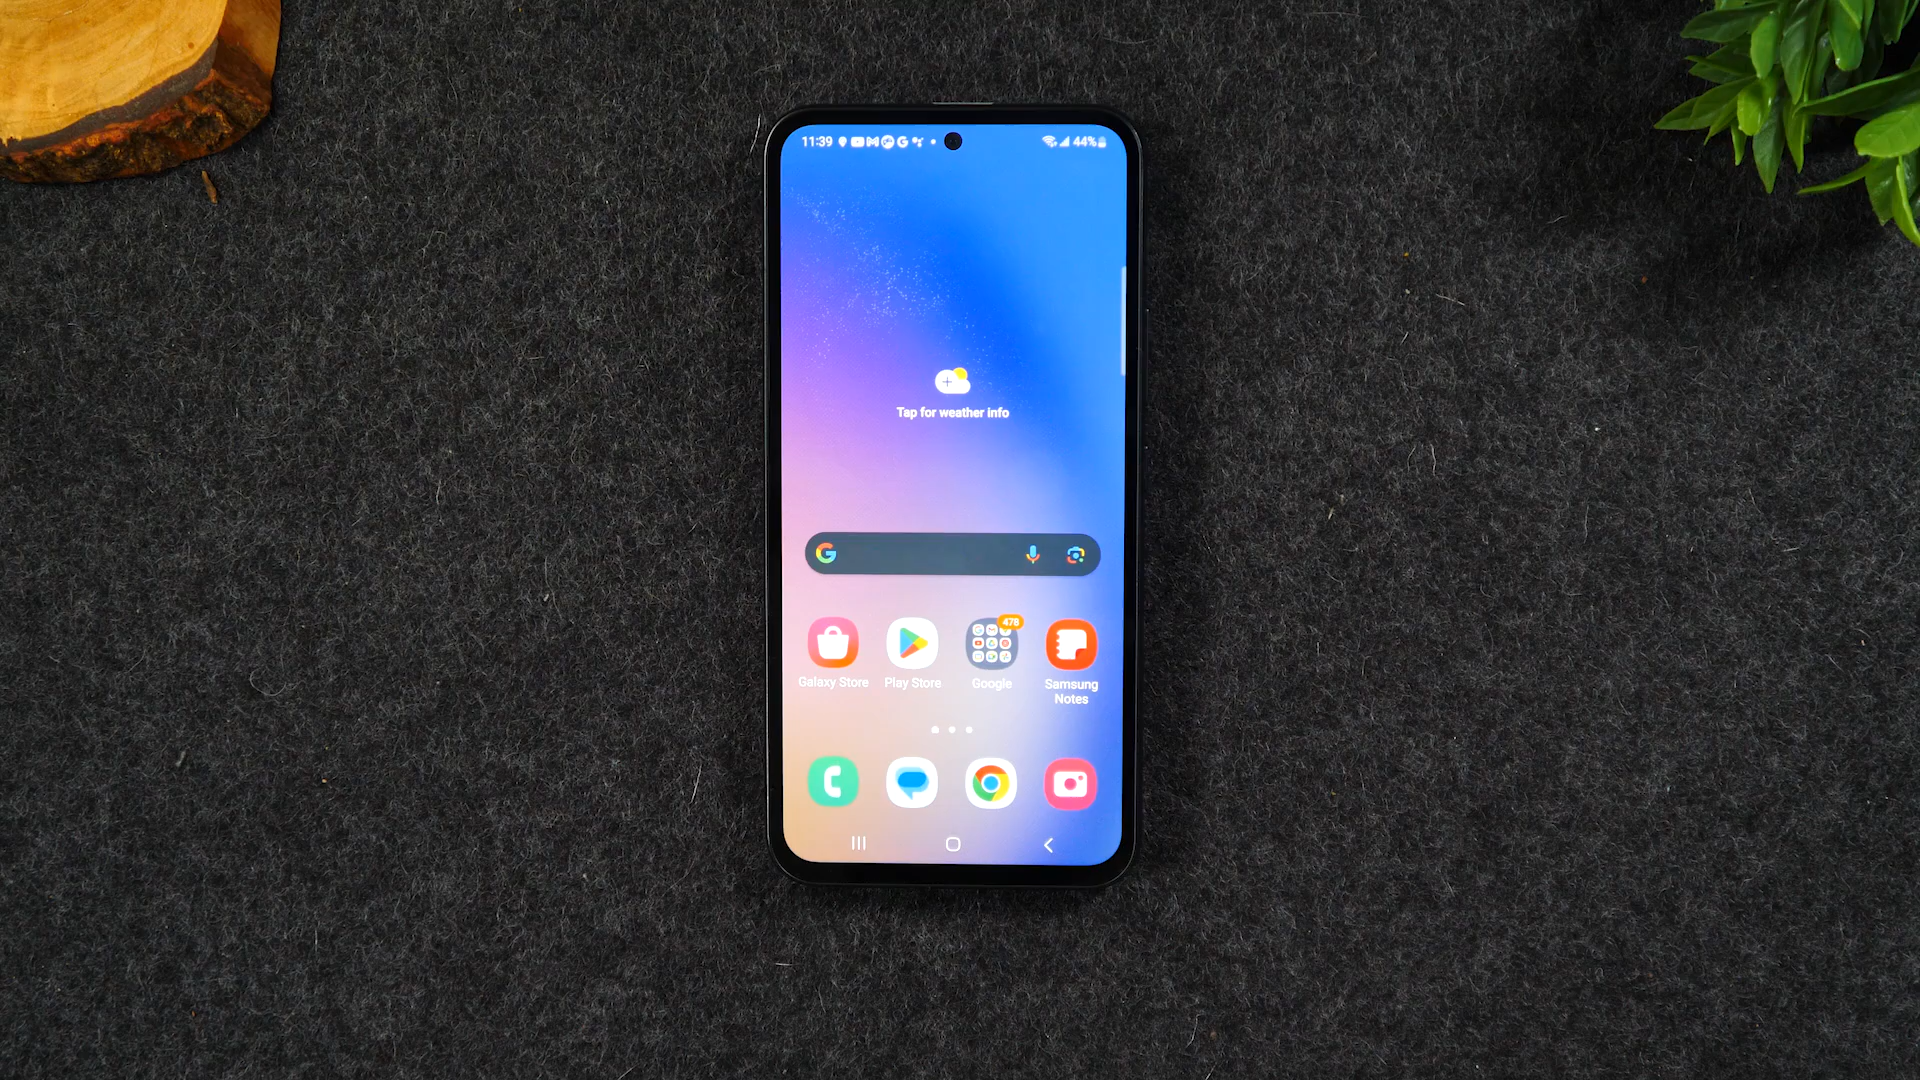 11:39
44%
Tap for weather info
478
Galaxy Store
Play Store
Google
Samsung
Notes